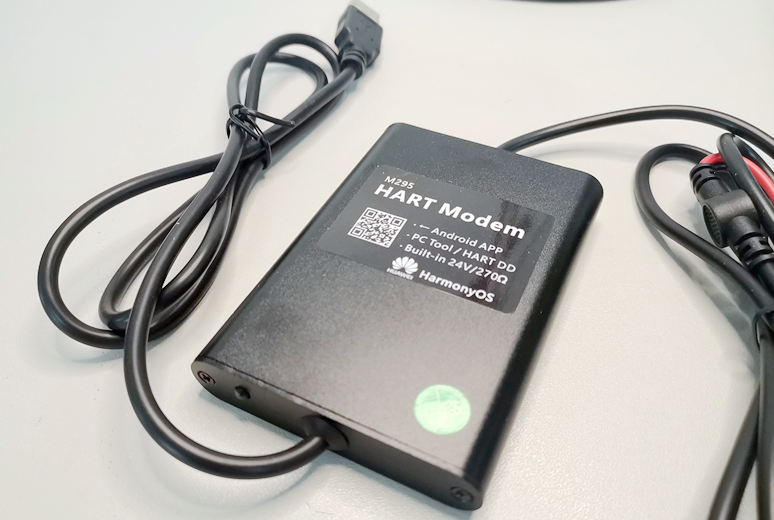 M295
HART Modem
·←Android APP
·PC Tool / HART DD
·Built-in 24V/270Ω
HUAWEI HarmonyOS